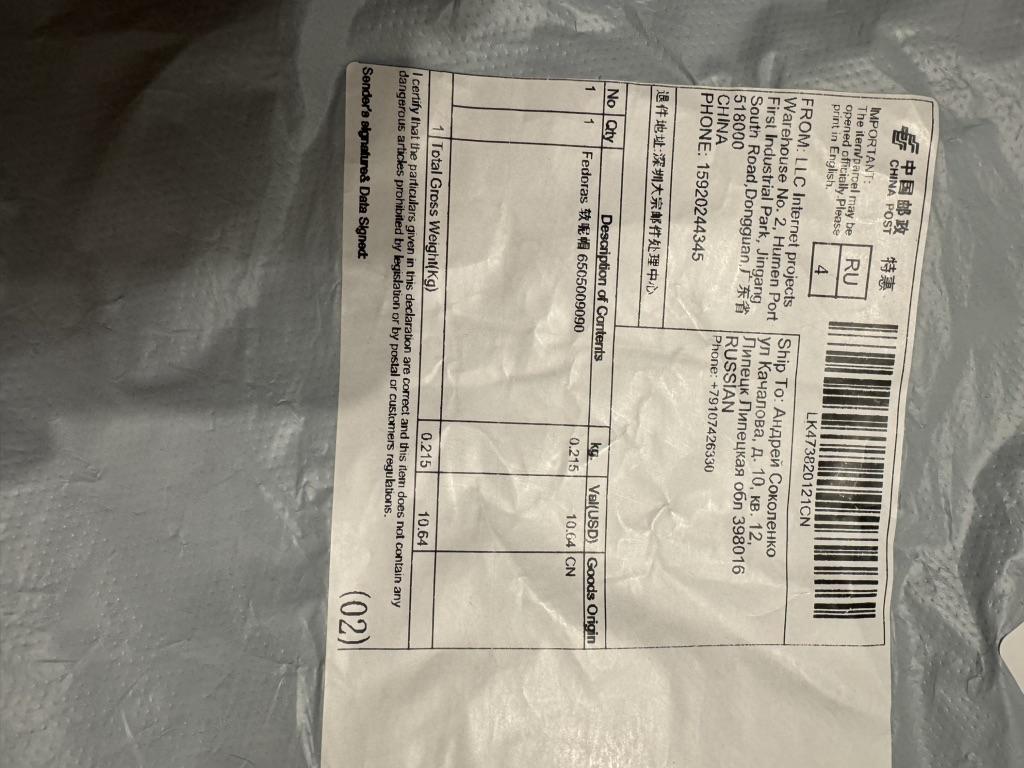 中国邮政
CHINA POST
特惠
IMPORTANT:
The item/parcel may be
opened officially.Please
print in English.
RU
4
LK473820121CN
FROM: LLC Internet projects
Warehouse No. 2, Humen Port
First Industrial Park, Jingang
South Road,Dongguan,广东省
518000
CHINA
PHONE: 15920244345
Ship To: Андрей Соколенко
ул Качалова, д. 10, кв. 12,
Липецк Липецкая обл 398016
RUSSIAN
Phone: +79107426330
退件地址:深圳大宗邮件处理中心
No Qty Description of Contents kg. Val(USD) Goods Origin
1 1 Fedoras 软呢帽 6505009090 0.215 10.64 CN
1 Total Gross Weight(Kg) 0.215 10.64
I certify that the particulars given in this declaration are correct and this item does not contain any
dangerous articles prohibited by legislation or by postal or customers regulations.
Sender's signature& Data Signed:
(02)